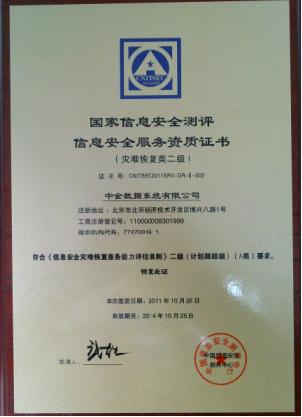 CNITSEC
国家信息安全测评
信息安全服务资质证书
（灾难恢复类二级）
证 书 号：CNITSEC2011SRV-DR-Ⅱ-002
中金数据系统有限公司
注册地址：北京市北京经济技术开发区博兴八路1号
工商注册登记号：110000008301999
组织机构代码：77470046 1
符合《信息安全灾难恢复服务能力评估准则》二级（计划跟踪级）（A类）要求。
特发此证
本次签发日期：2011 年 10 月 26 日
有效期至：2014 年 10 月 25 日
批准人：
中国信息安全
测评中心